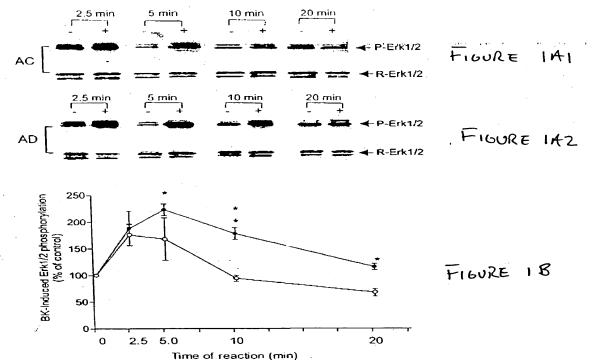 2.5 min 5 min 10 min 20 min
- + - + - + - +
AC
P-Erk1/2
R-Erk1/2
FIGURE 1A1
2.5 min 5 min 10 min 20 min
- + - + - + - +
AD
P-Erk1/2
R-Erk1/2
FIGURE 1A2
BK-Induced Erk1/2 phosphorylation
(% of control)
250
200
150
100
50
0
* * * *
0 2.5 5.0 10 20
Time of reaction (min)
FIGURE 1B